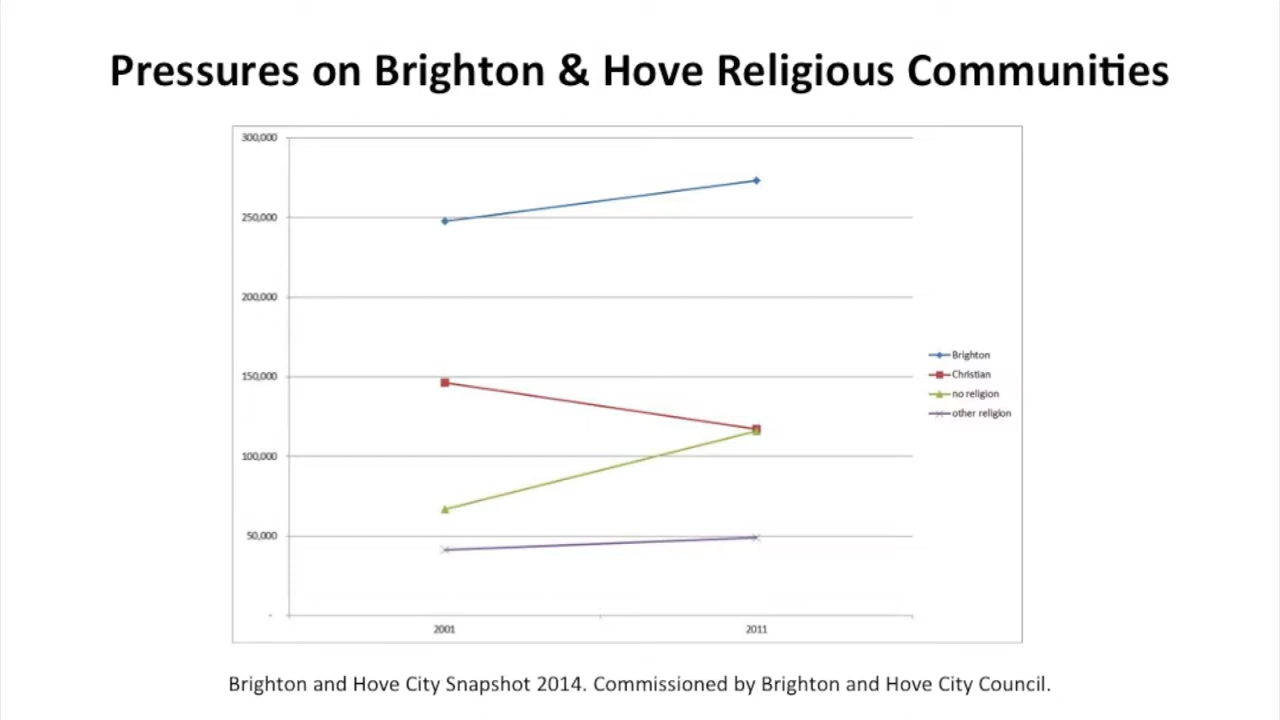 Pressures on Brighton & Hove Religious Communities
300,000
250,000
200,000
150,000
100,000
50,000
-
2001
2011
Brighton
Christian
no religion
other religion
Brighton and Hove City Snapshot 2014. Commissioned by Brighton and Hove City Council.